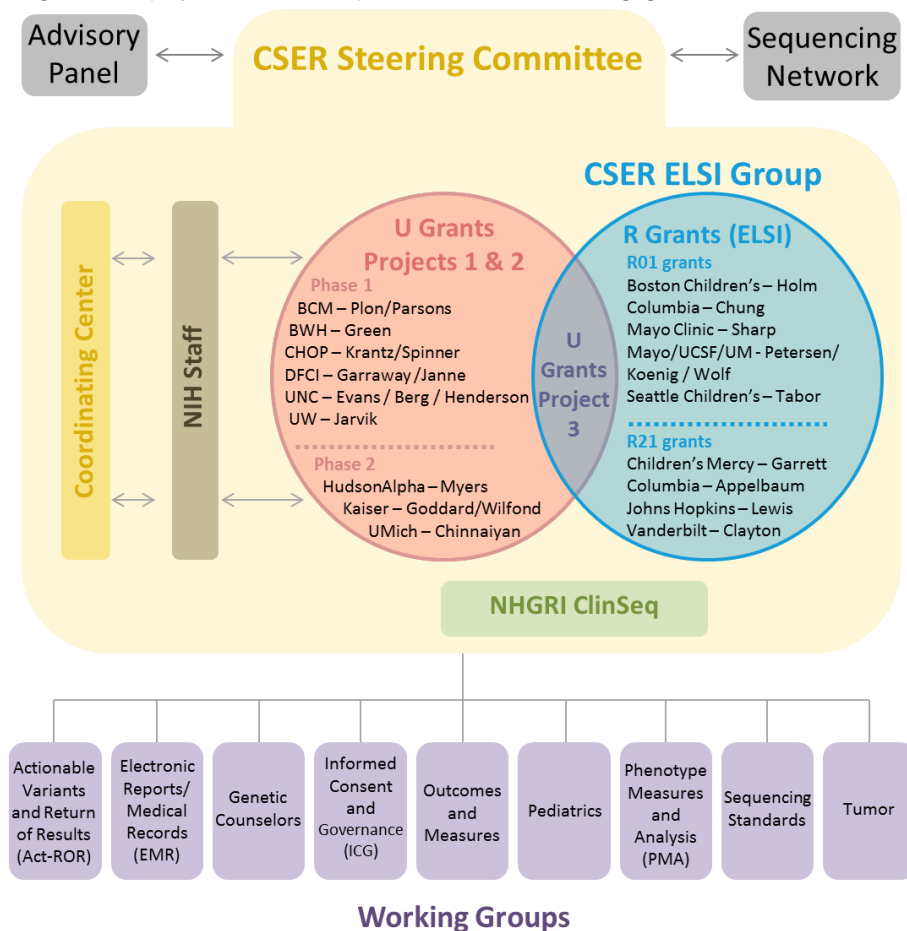 Advisory
Panel
CSER Steering Committee
Sequencing
Network
CSER ELSI Group
Coordinating Center
NIH Staff
U Grants
Projects 1 & 2
Phase 1
BCM – Plon/Parsons
BWH – Green
CHOP – Krantz/Spinner
DFCI – Garraway /Janne
UNC – Evans / Berg / Henderson
UW – Jarvik
Phase 2
HudsonAlpha – Myers
Kaiser – Goddard/Wilfond
UMich – Chinnaiyan
U
Grants
Project
3
R Grants (ELSI)
R01 grants
Boston Children's – Holm
Columbia – Chung
Mayo Clinic – Sharp
Mayo/UCSF/UM - Petersen/
Koenig / Wolf
Seattle Children's – Tabor
R21 grants
Children's Mercy – Garrett
Columbia – Appelbaum
Johns Hopkins – Lewis
Vanderbilt – Clayton
NHGRI ClinSeq
Actionable
Variants
and Return
of Results
(Act-ROR)
Electronic
Reports/
Medical
Records
(EMR)
Genetic
Counselors
Informed
Consent
and
Governance
(ICG)
Outcomes
and
Measures
Pediatrics
Phenotype
Measures
and
Analysis
(PMA)
Sequencing
Standards
Tumor
Working Groups